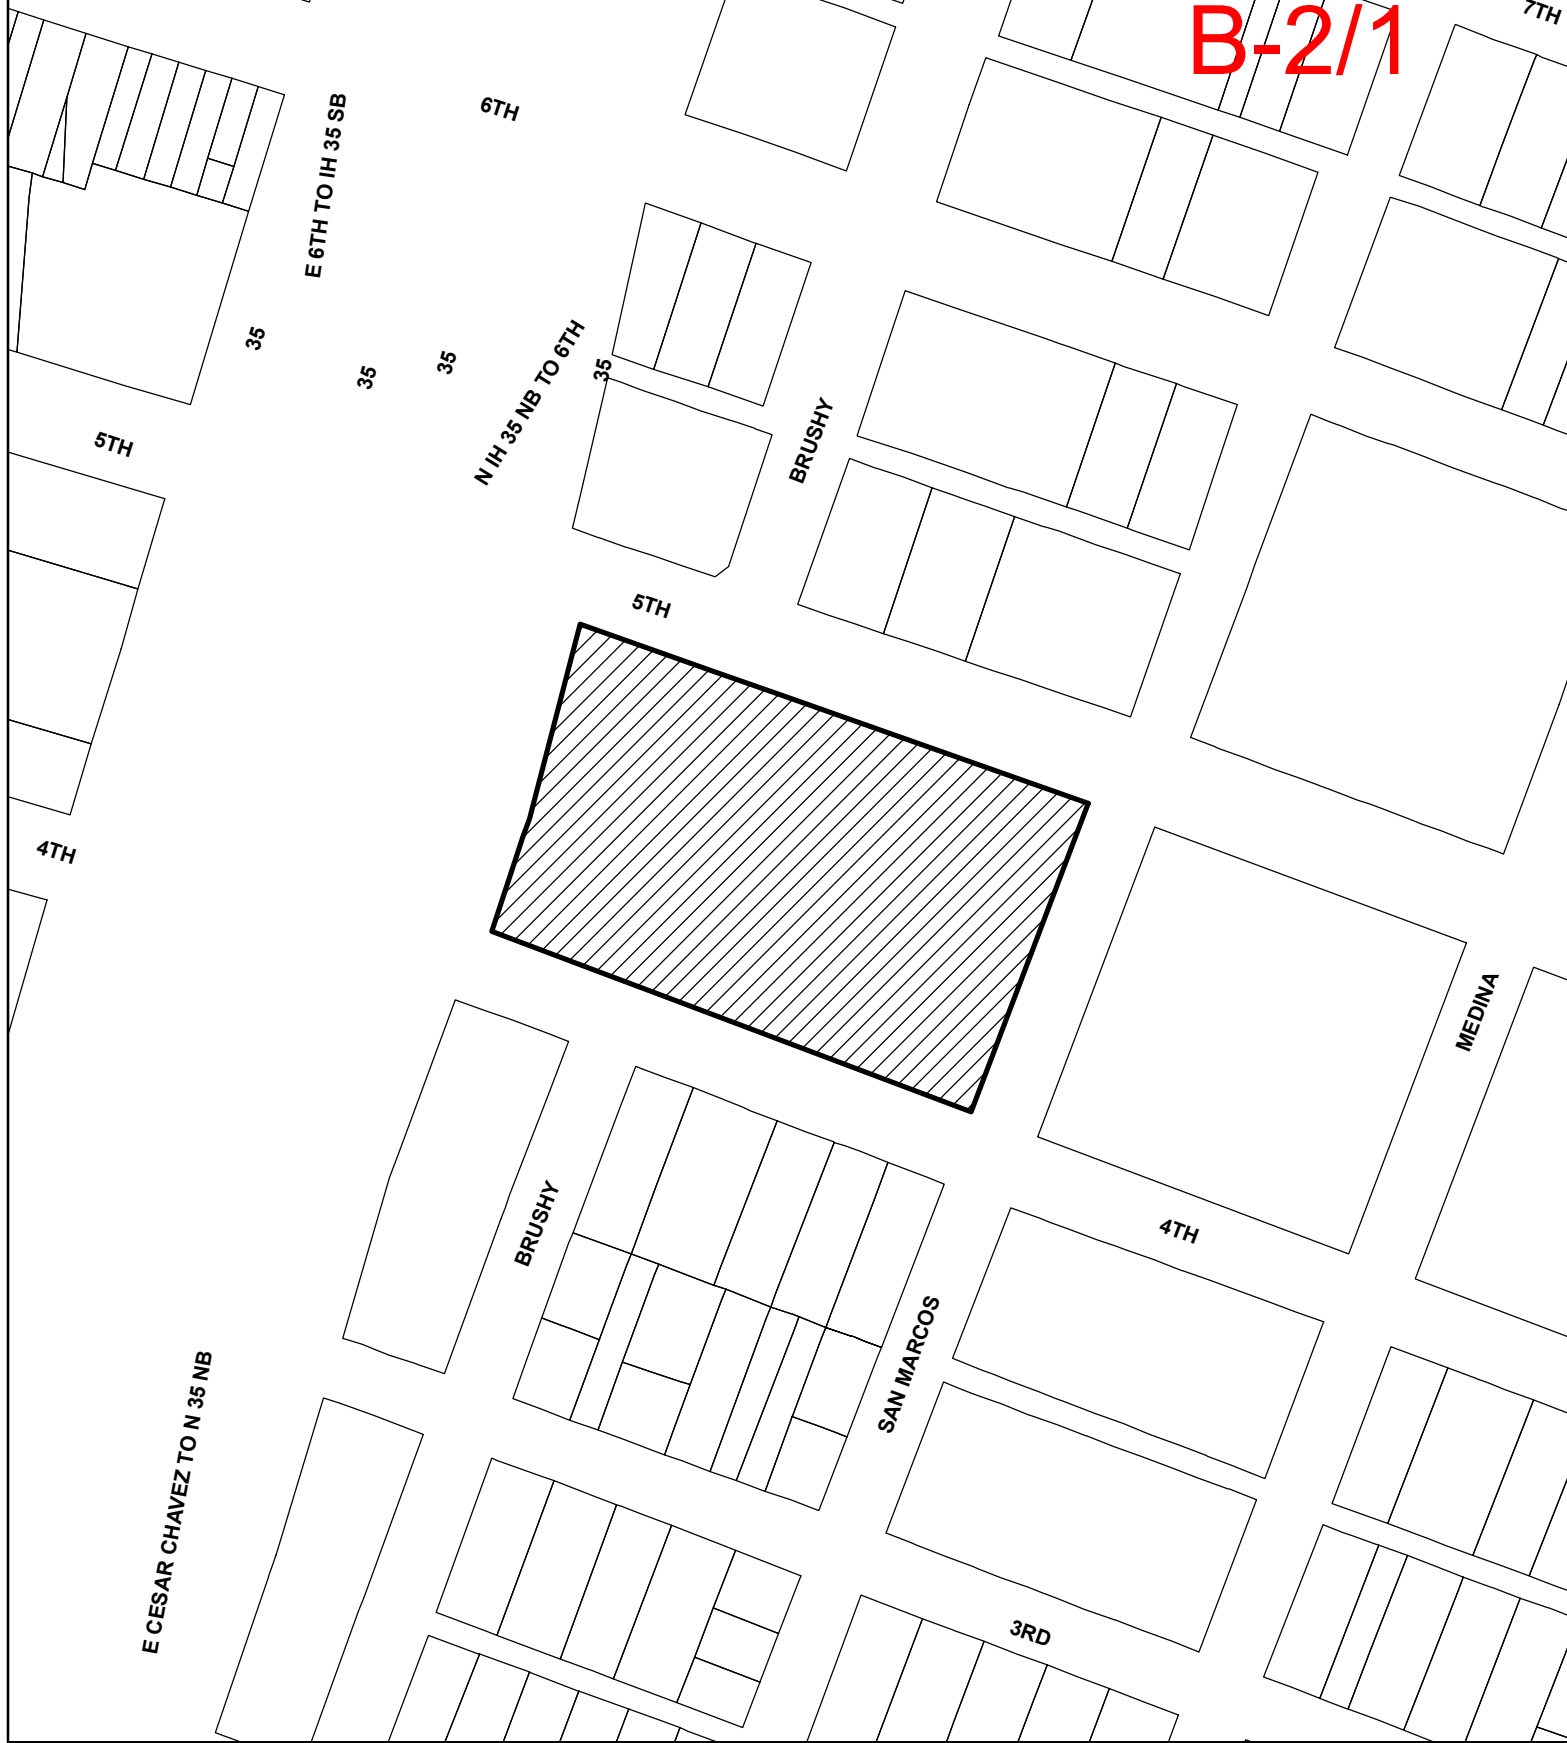 B-2/1
7TH
6TH
E 6TH TO IH 35 SB
35
35
35
35
N IH 35 NB TO 6TH
BRUSHY
5TH
5TH
4TH
MEDINA
BRUSHY
4TH
SAN MARCOS
E CESAR CHAVEZ TO N 35 NB
3RD